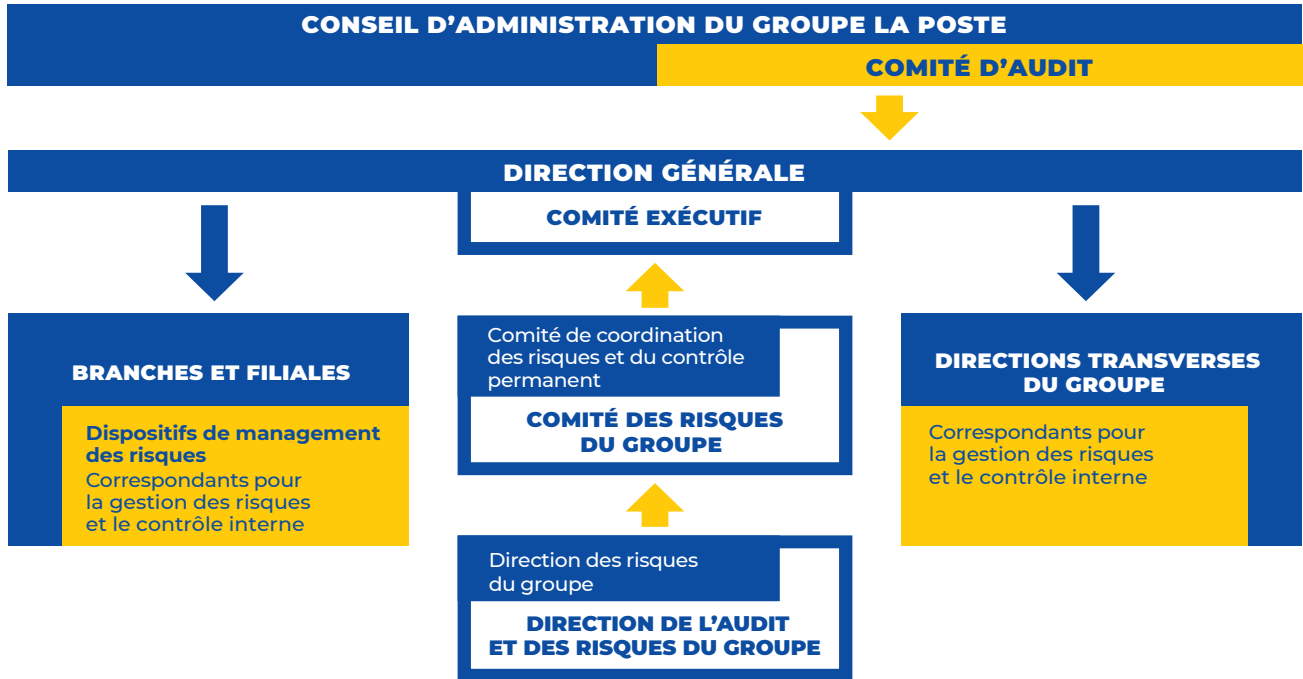 CONSEIL D’ADMINISTRATION DU GROUPE LA POSTE
COMITÉ D’AUDIT
DIRECTION GÉNÉRALE
COMITÉ EXÉCUTIF
BRANCHES ET FILIALES
Dispositifs de management
des risques
Correspondants pour
la gestion des risques
et le contrôle interne
Comité de coordination
des risques et du contrôle
permanent
COMITÉ DES RISQUES
DU GROUPE
Direction des risques
du groupe
DIRECTION DE L’AUDIT
ET DES RISQUES DU GROUPE
DIRECTIONS TRANSVERSES
DU GROUPE
Correspondants pour
la gestion des risques
et le contrôle interne